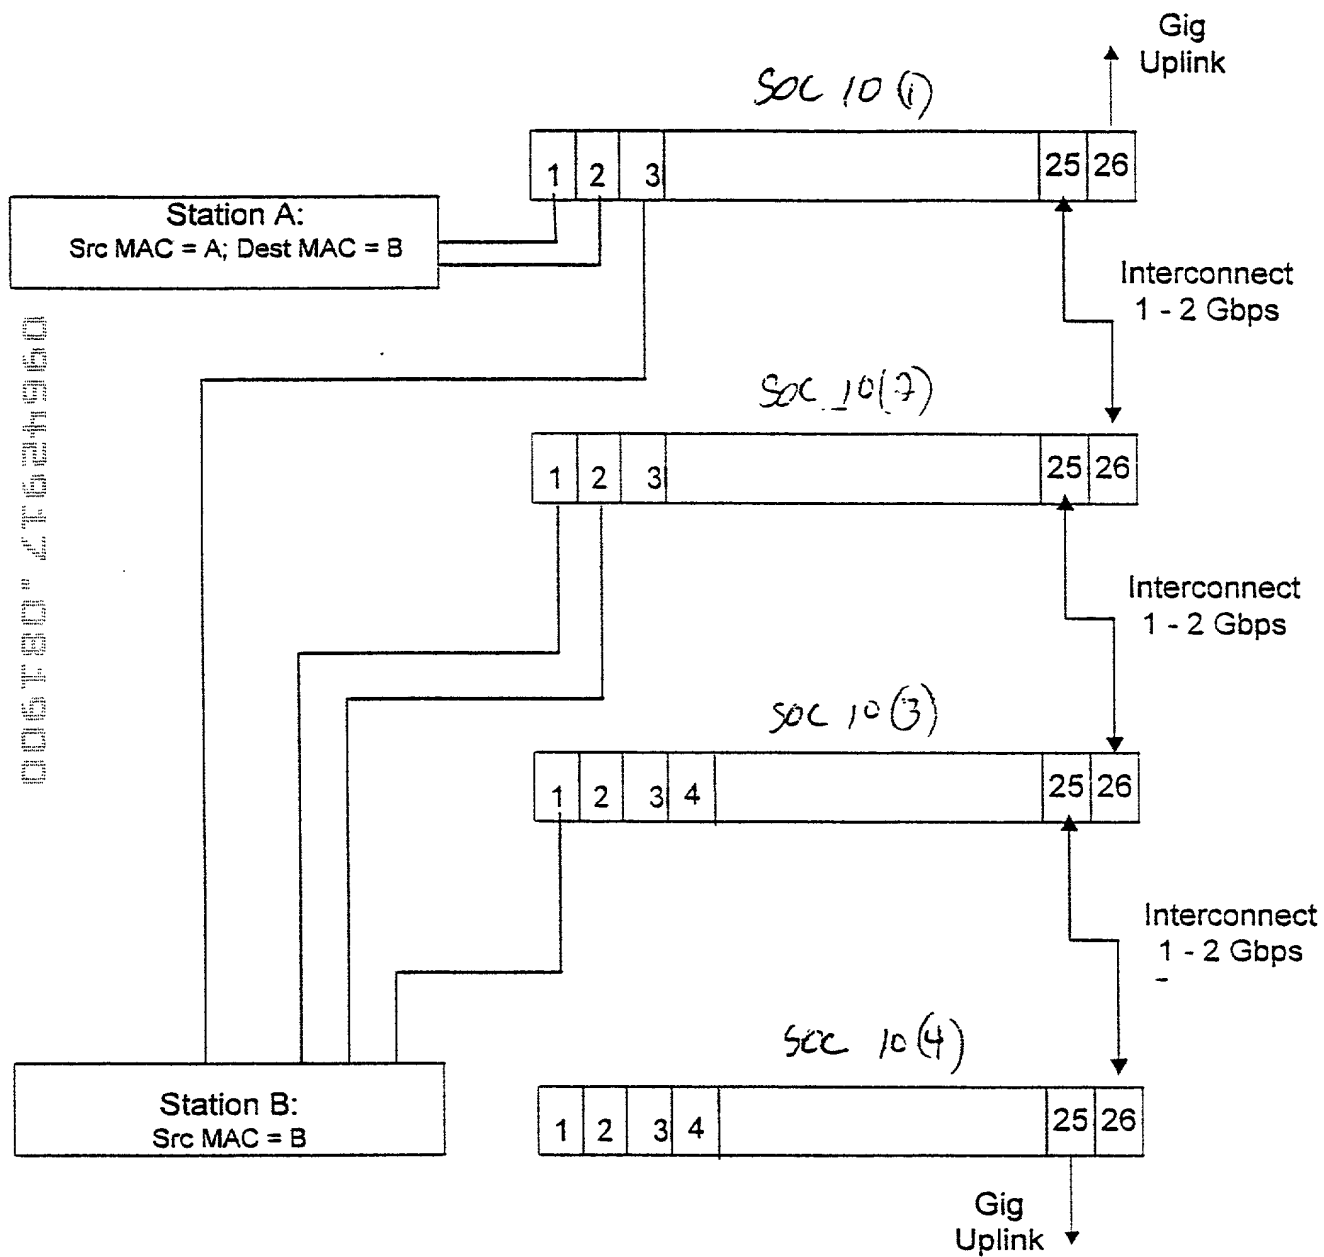 Gig
Uplink
SOC 10 (1)
1 2 3 25 26
Station A:
Src MAC = A; Dest MAC = B
Interconnect
1 - 2 Gbps
SOC 10(2)
1 2 3 25 26
Interconnect
1 - 2 Gbps
SOC 10 (3)
1 2 3 4 25 26
Interconnect
1 - 2 Gbps
SOC 10 (4)
Station B:
Src MAC = B
1 2 3 4 25 26
Gig
Uplink